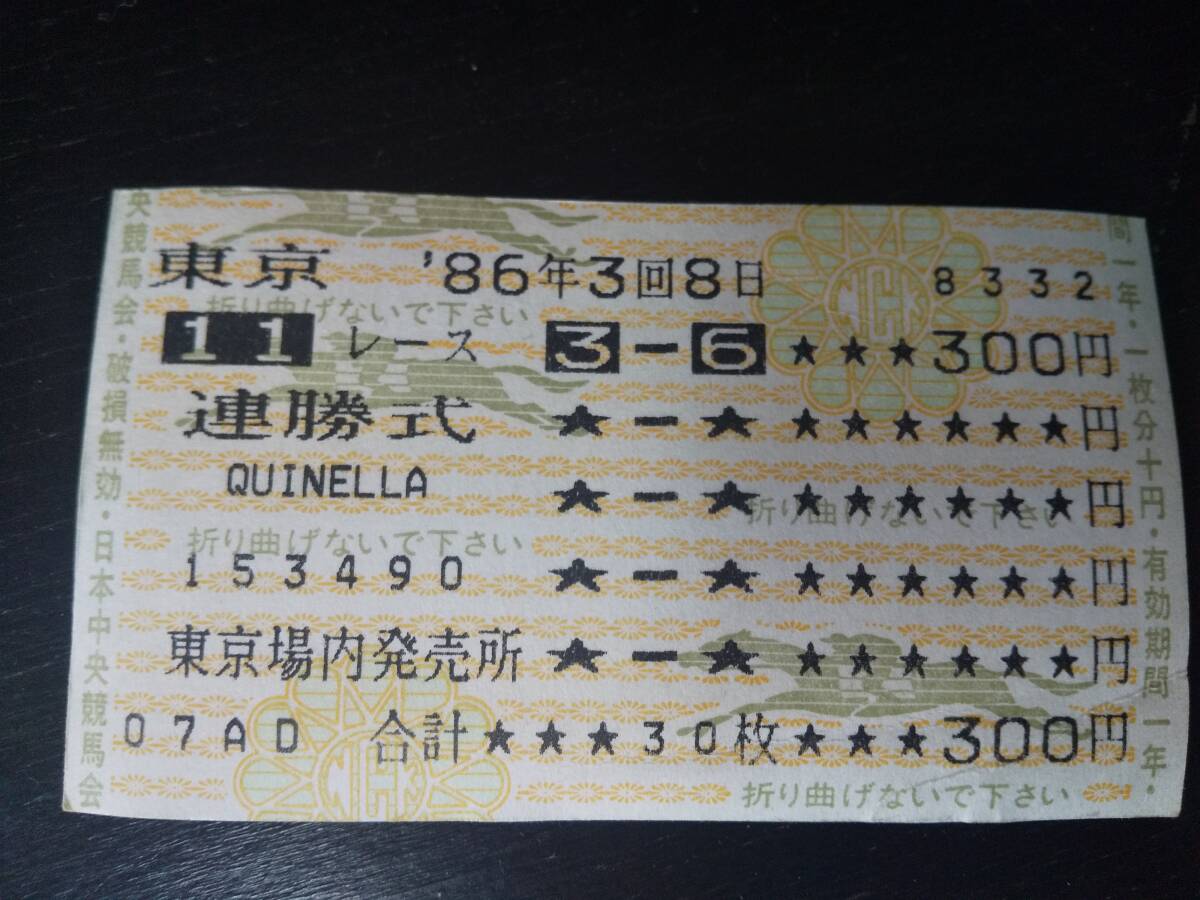 東京 '86年3回8日 8332
折り曲げないで下さい
11 レース 3-6 ★★★300円
連勝式 ★-★ ★★★★★★円
QUINELLA ★-★ ★★★★★★円
折り曲げないで下さい
折り曲げないで下さい
153490 ★-★ ★★★★★★円
東京場内発売所 ★-★ ★★★★★★円
07AD 合計★★★30枚★★★300円
折り曲げないで下さい
央競馬会・破損無効・日本中央競馬会
間一年・一枚分十円・有効期間一年・